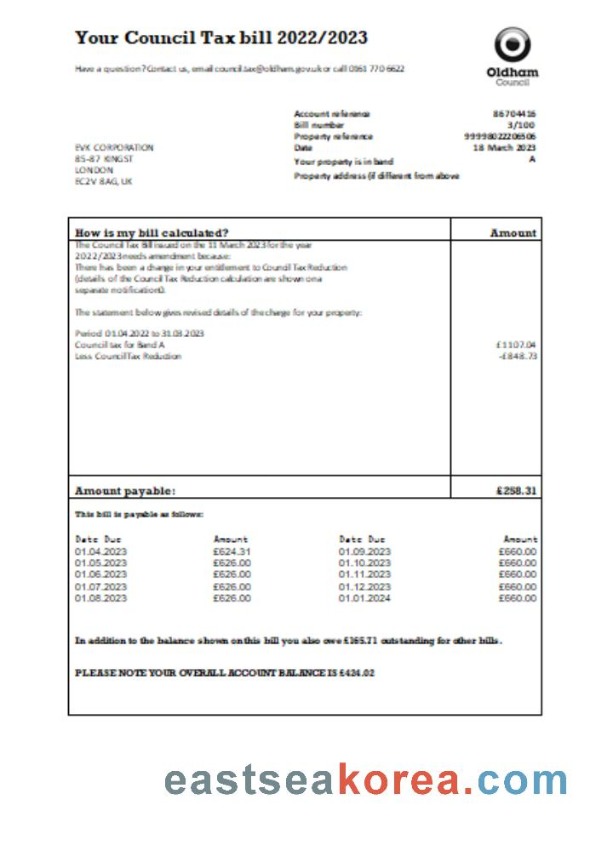 Your Council Tax bill 2022/2023
Have a question? Contact us, email council.tax@oldham.gov.uk or call 0161 770 6622
Oldham
Council
Account reference 86704416
Bill number 3/100
Property reference 99998022206506
Date 18 March 2023
Your property is in band A
Property address (if different from above
EVK CORPORATION
85-87 KINGST
LONDON
EC2V 8AG, UK
How is my bill calculated? Amount
The Council Tax Bill issued on the 11 March 2023 for the year
2022/2023 needs amendment because:
There has been a change in your entitlement to Council Tax Reduction
(details of the Council Tax Reduction calculation are shown on a
separate notification).
The statement below gives revised details of the charge for your property:
Period 01.04.2022 to 31.03.2023
Council tax for Band A £1107.04
Less Council Tax Reduction -£848.73
Amount payable: £258.31
This bill is payable as follows:
Date Due Amount Date Due Amount
01.04.2023 £624.31 01.09.2023 £660.00
01.05.2023 £626.00 01.10.2023 £660.00
01.06.2023 £626.00 01.11.2023 £660.00
01.07.2023 £626.00 01.12.2023 £660.00
01.08.2023 £626.00 01.01.2024 £660.00
In addition to the balance shown on this bill you also owe £165.71 outstanding for other bills.
PLEASE NOTE YOUR OVERALL ACCOUNT BALANCE IS £424.02
eastseakorea.com